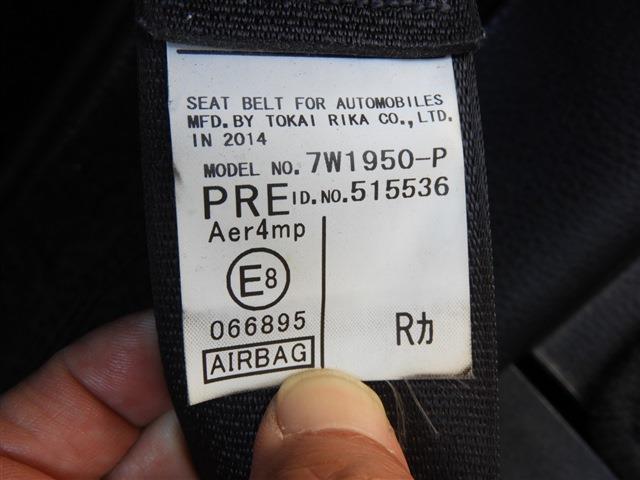 SEAT BELT FOR AUTOMOBILES
MFD. BY TOKAI RIKA CO., LTD.
IN 2014
MODEL NO. 7W1950-P
PRE ID.NO. 515536
Aer4mp
E8
066895
AIRBAG
Rカ